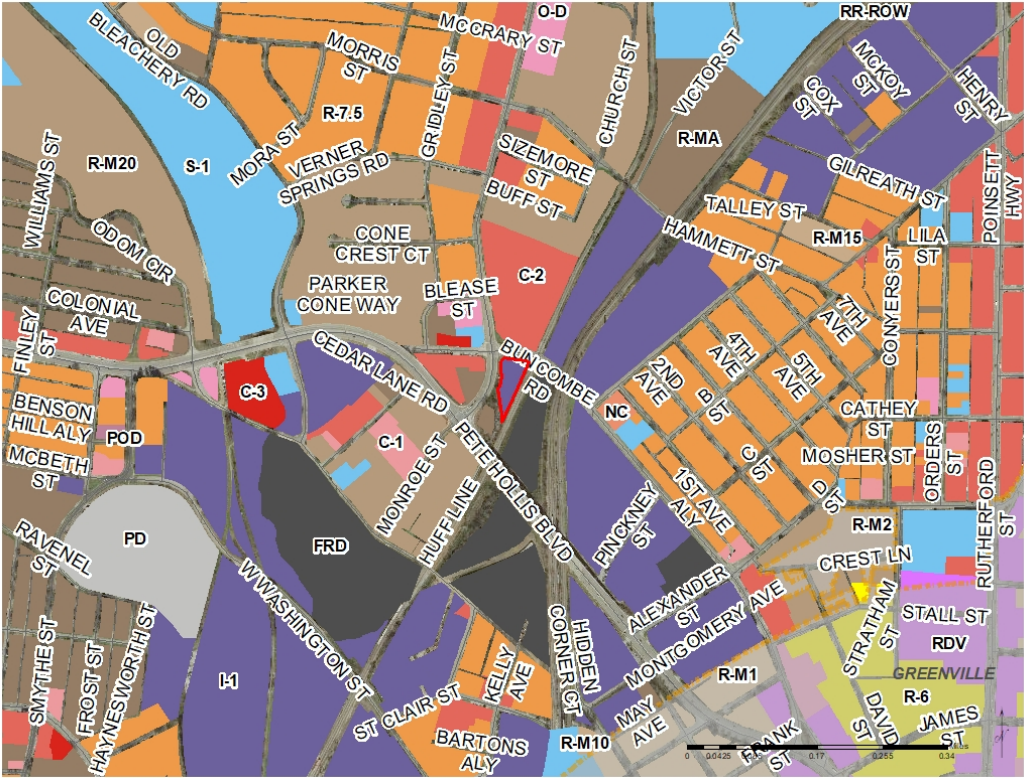 O-D
RR-ROW
MCCRARY ST
OLD
BLEACHERY RD
MORRIS
ST
GRIDLEY ST
CHURCH ST
VICTOR ST
MCKOY
ST
COX
ST
HENRY
ST
R-7.5
R-MA
WILLIAMS ST
R-M20
S-1
MORA ST
VERNER
SPRINGS RD
SIZEMORE
ST
BUFF ST
GILREATH ST
POINSETT
HWY
TALLEY ST
HAMMETT ST
R-M15
LILA
ST
ODOM CIR
CONE
CREST CT
C-2
PARKER
CONE WAY
BLEASE
ST
COLONIAL
AVE
FINLEY
ST
CONVERS ST
7TH
AVE
4TH
AVE
5TH
AVE
2ND
AVE
B
ST
CEDAR LANE RD
BUNCOMBE
RD
C-3
NC
CATHEY
ST
BENSON
HILL ALY
POD
C-1
MCBETH
ST
MONROE ST
PETE HOLLIS BLVD
MOSHER ST
ORDERS
ST
C
ST
D
ST
1ST AVE
ALY
RUTHERFORD
ST
HUFF LINE
PINCKNEY
ST
R-M2
CREST LN
PD
FRD
RAVENEL
ST
W WASHINGTON ST
ALEXANDER
ST
MONTGOMERY AVE
STRATHAM
ST
STALL ST
RDV
GREENVILLE
SMYTHE ST
FROST ST
HAYNESWORTH ST
I-1
ST CLAIR ST
KELLY
AVE
HIDDEN
CORNER CT
R-M1
R-6
MAY
AVE
DAVID
ST
JAMES
ST
BARTONS
ALY
R-M10
FRANK
ST
0 0.0425 0.17 0.34